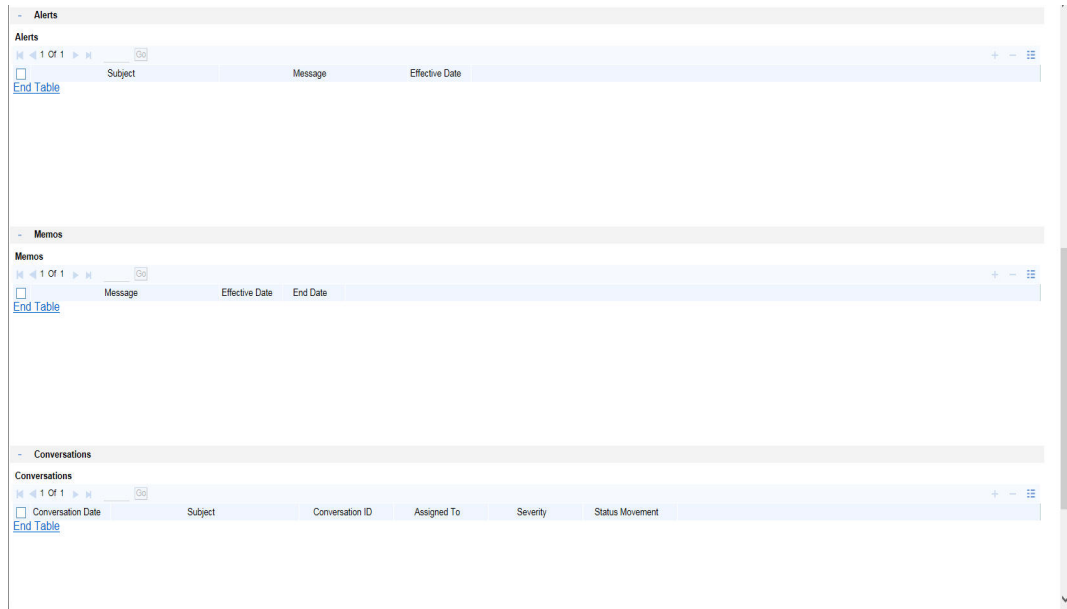 - Alerts
Alerts
1 Of 1 Go
Subject Message Effective Date
End Table
- Memos
Memos
1 Of 1 Go
Message Effective Date End Date
End Table
- Conversations
Conversations
1 Of 1 Go
Conversation Date Subject Conversation ID Assigned To Severity Status Movement
End Table